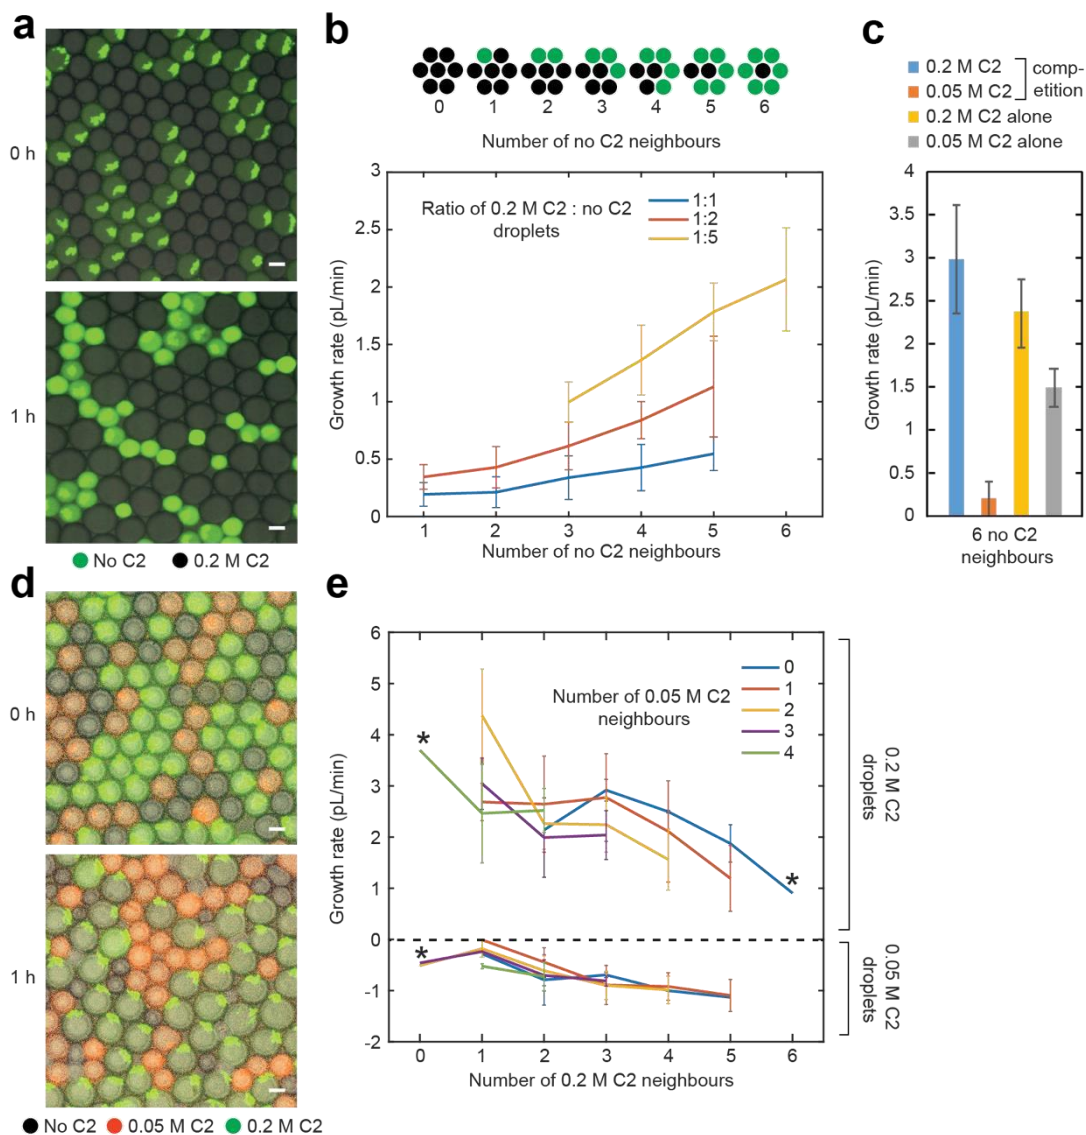 a
0 h
1 h
No C2
0.2 M C2
b
0
1
2
3
4
5
6
Number of no C2 neighbours
Growth rate (pL/min)
3
2.5
2
1.5
1
0.5
0
Ratio of 0.2 M C2 : no C2
droplets
1:1
1:2
1:5
1
2
3
4
5
6
Number of no C2 neighbours
c
0.2 M C2
0.05 M C2
comp-
etition
0.2 M C2 alone
0.05 M C2 alone
Growth rate (pL/min)
4
3.5
3
2.5
2
1.5
1
0.5
0
6 no C2
neighbours
d
0 h
1 h
No C2
0.05 M C2
0.2 M C2
e
Growth rate (pL/min)
6
5
4
3
2
1
0
-1
-2
Number of 0.05 M C2
neighbours
0
1
2
3
4
*
*
*
0.2 M C2
droplets
0.05 M C2
droplets
0
1
2
3
4
5
6
Number of 0.2 M C2 neighbours